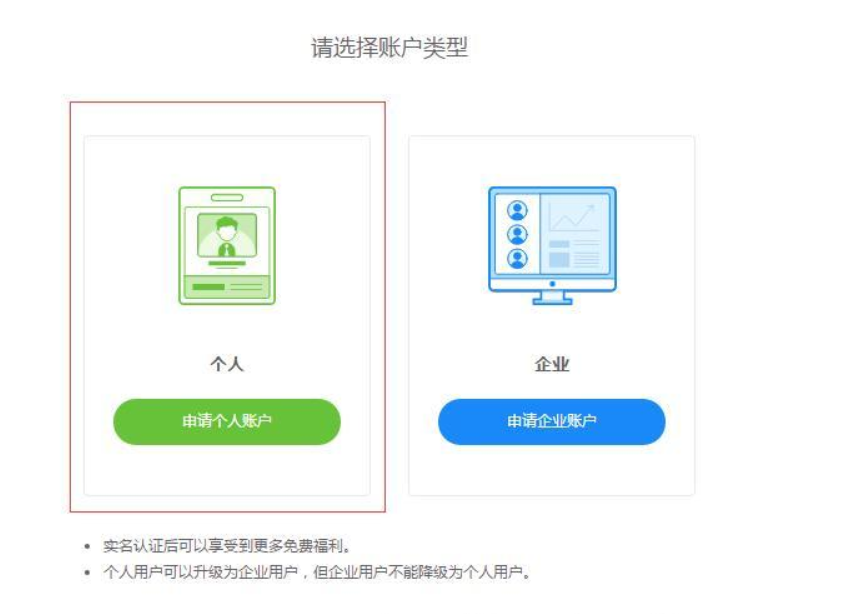 请选择账户类型
个人
企业
申请个人账户
申请企业账户
• 实名认证后可以享受到更多免费福利。
• 个人用户可以升级为企业用户，但企业用户不能降级为个人用户。